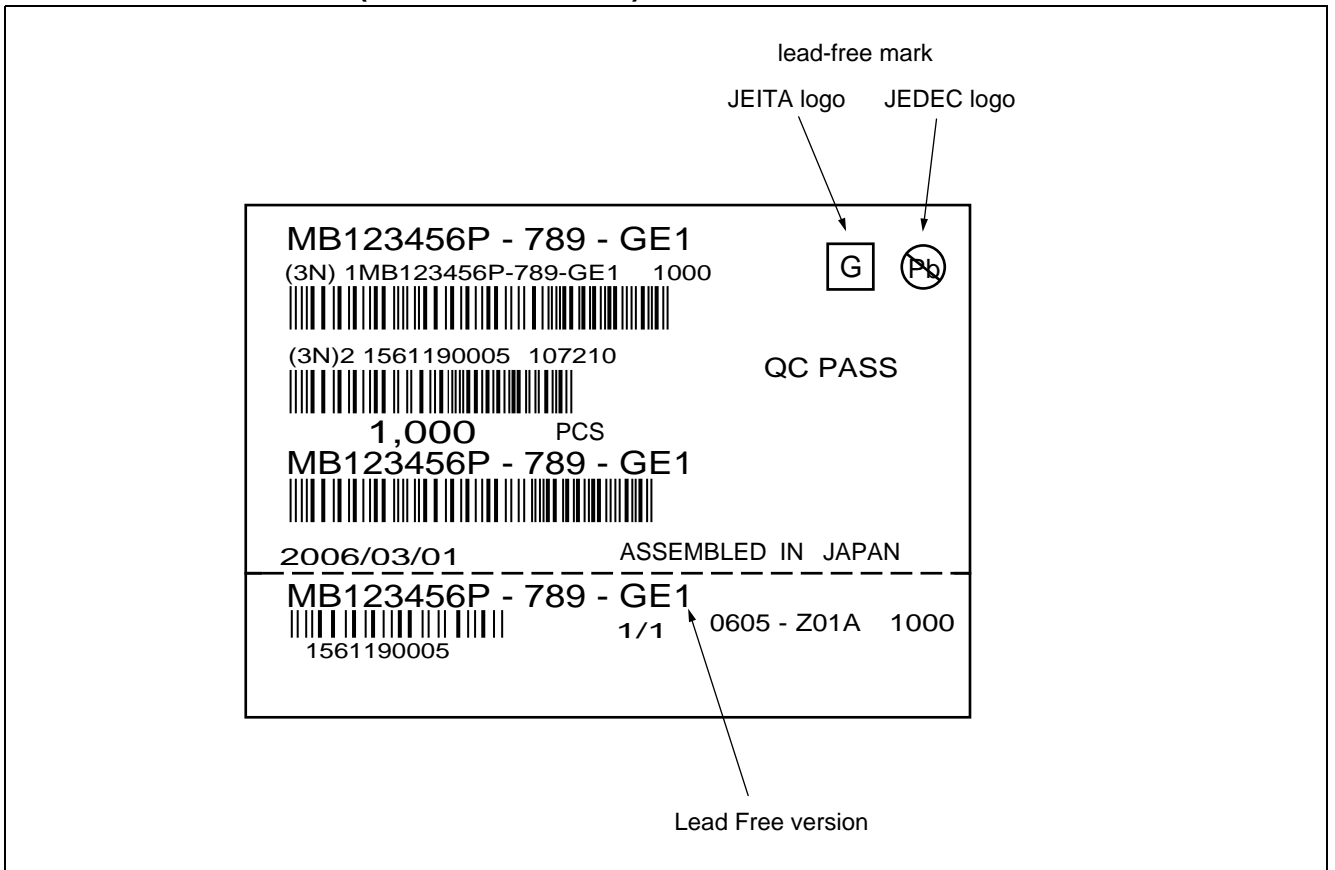 lead-free mark
JEITA logo JEDEC logo
MB123456P - 789 - GE1
(3N) 1MB123456P-789-GE1 1000
G Pb
(3N)2 1561190005 107210
QC PASS
1,000 PCS
MB123456P - 789 - GE1
2006/03/01 ASSEMBLED IN JAPAN
MB123456P - 789 - GE1
1/1 0605 - Z01A 1000
1561190005
Lead Free version